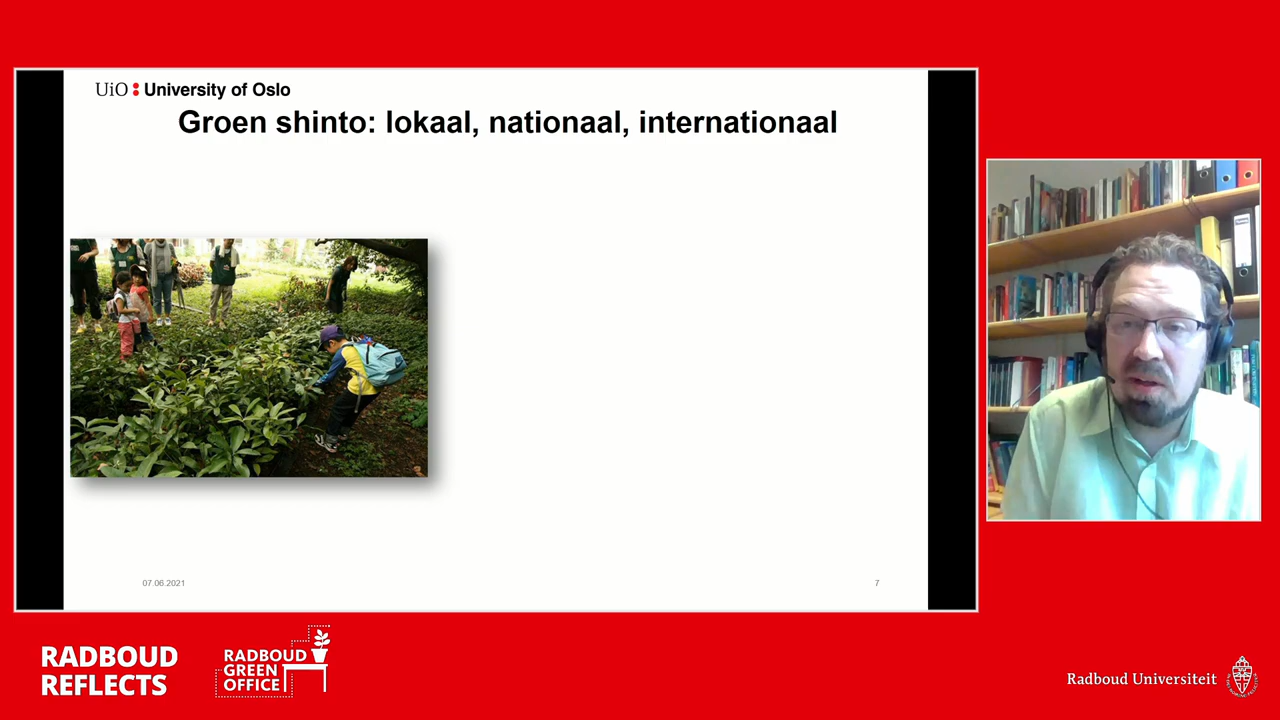 UiO : University of Oslo
Groen shinto: lokaal, nationaal, internationaal
07.06.2021
7
RADBOUD
REFLECTS
RADBOUD
GREEN
OFFICE
Radboud Universiteit